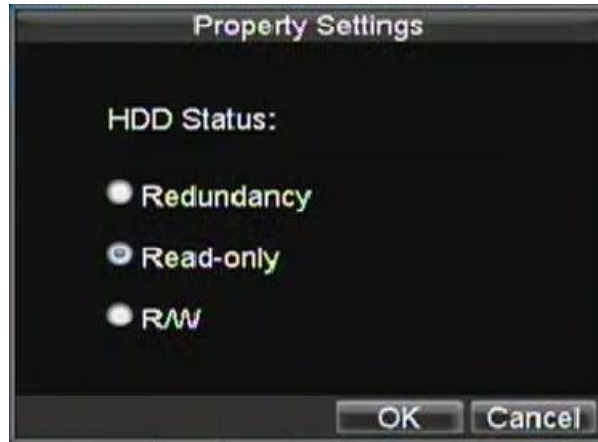 Property Settings
HDD Status:
Redundancy
Read-only
R/W
OK Cancel